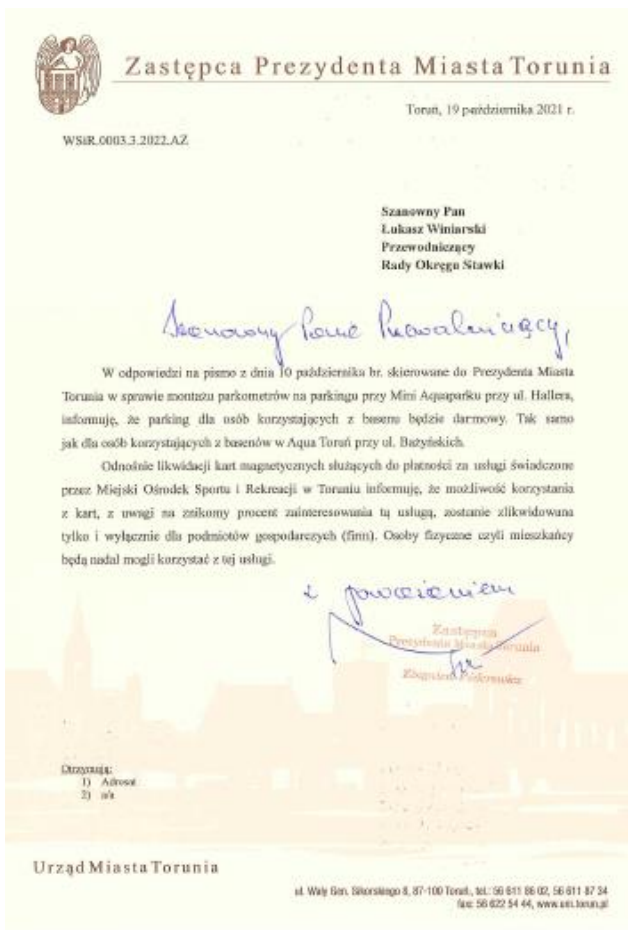 Zastępca Prezydenta Miasta Torunia
Toruń, 19 października 2021 r.
WSiR.0003.3.2022.AZ
Szanowny Pan
Łukasz Winiarski
Przewodniczący
Rady Okręgu Stawki
Szanowny Panie Przewodniczący,
W odpowiedzi na pismo z dnia 10 października br. skierowane do Prezydenta Miasta
Torunia w sprawie montażu parkometrów na parkingu przy Mini Aquaparku przy ul. Hallera,
informuję, że parking dla osób korzystających z basenu będzie darmowy. Tak samo
jak dla osób korzystających z basenów w Aqua Toruń przy ul. Bażyńskich.
Odnośnie likwidacji kart magnetycznych służących do płatności za usługi świadczone
przez Miejski Ośrodek Sportu i Rekreacji w Toruniu informuję, że możliwość korzystania
z kart, z uwagi na znikomy procent zainteresowania tą usługą, zostanie zlikwidowana
tylko i wyłącznie dla podmiotów gospodarczych (firm). Osoby fizyczne czyli mieszkańcy
będą nadal mogli korzystać z tej usługi.
z poważaniem
Zastępca
Prezydenta Miasta Torunia
Zbigniew
Otrzymują:
1) Adresat
2) a/a
Urząd Miasta Torunia
ul. Wały Gen. Sikorskiego 8, 87-100 Toruń, tel.: 56 611 86 02, 56 611 87 34
fax: 56 622 54 44, www.um.torun.pl